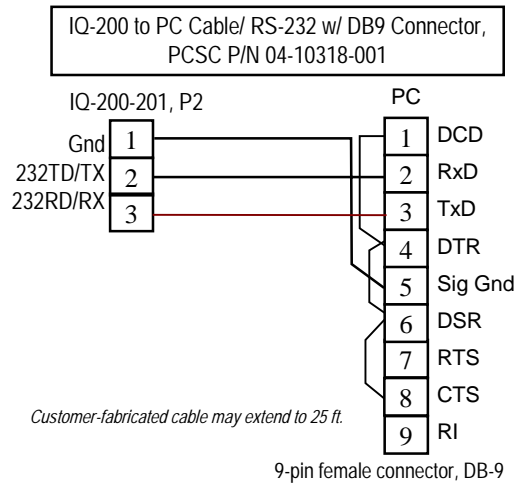 IQ-200 to PC Cable/ RS-232 w/ DB9 Connector,
PCSC P/N 04-10318-001
IQ-200-201, P2
PC
Gnd 1
232TD/TX 2
232RD/RX 3
1 DCD
2 RxD
3 TxD
4 DTR
5 Sig Gnd
6 DSR
7 RTS
8 CTS
9 RI
Customer-fabricated cable may extend to 25 ft.
9-pin female connector, DB-9